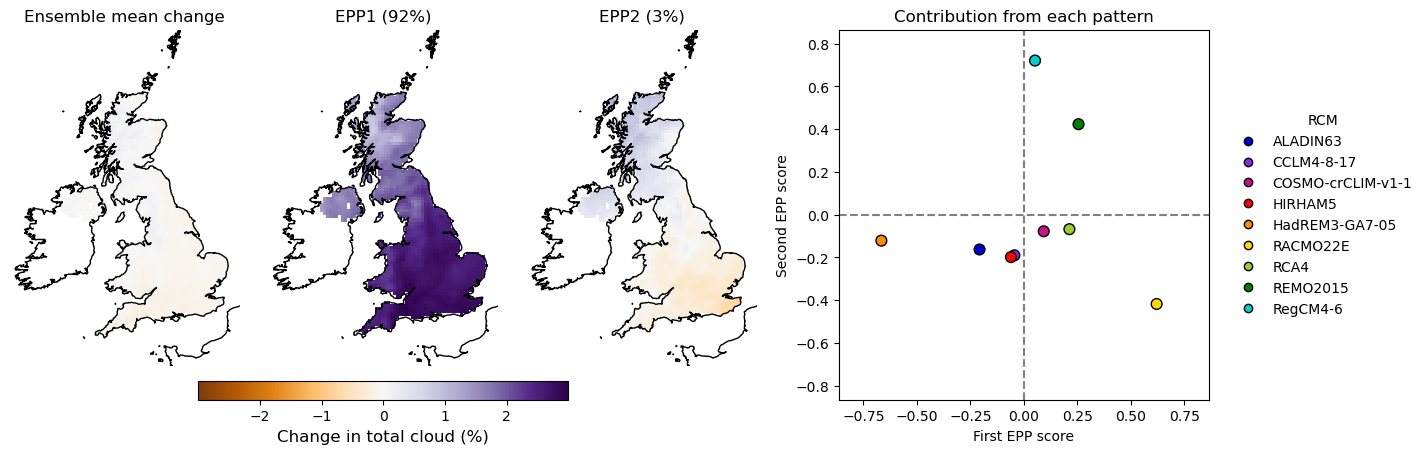 Ensemble mean change
EPP1 (92%)
EPP2 (3%)
−2
−1
0
1
2
Change in total cloud (%)
Contribution from each pattern
0.8
0.6
0.4
0.2
0.0
−0.2
−0.4
−0.6
−0.8
Second EPP score
−0.75
−0.50
−0.25
0.00
0.25
0.50
0.75
First EPP score
RCM
ALADIN63
CCLM4-8-17
COSMO-crCLIM-v1-1
HIRHAM5
HadREM3-GA7-05
RACMO22E
RCA4
REMO2015
RegCM4-6